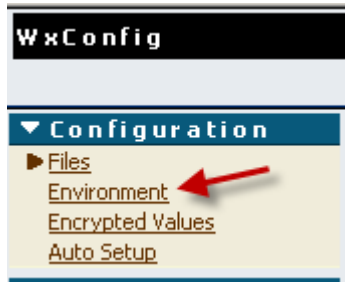 WxConfig
Configuration
Files
Environment
Encrypted Values
Auto Setup